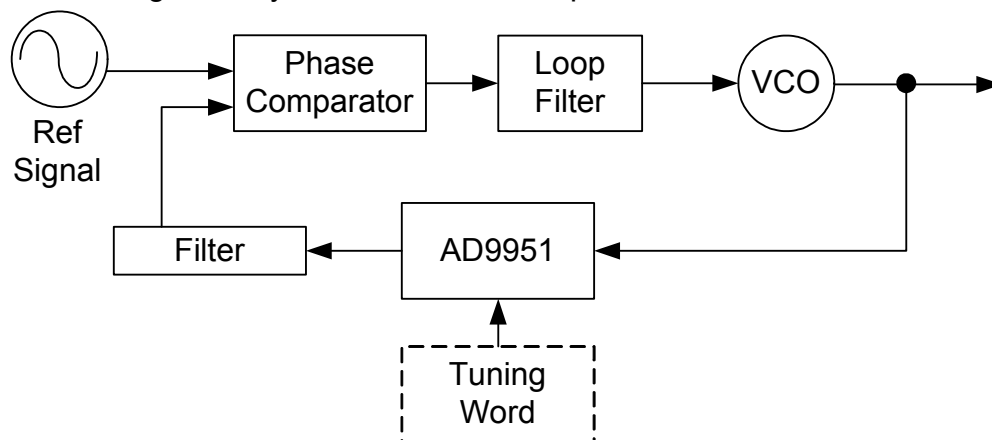 Phase
Comparator
Loop
Filter
VCO
Ref
Signal
Filter
AD9951
Tuning
Word